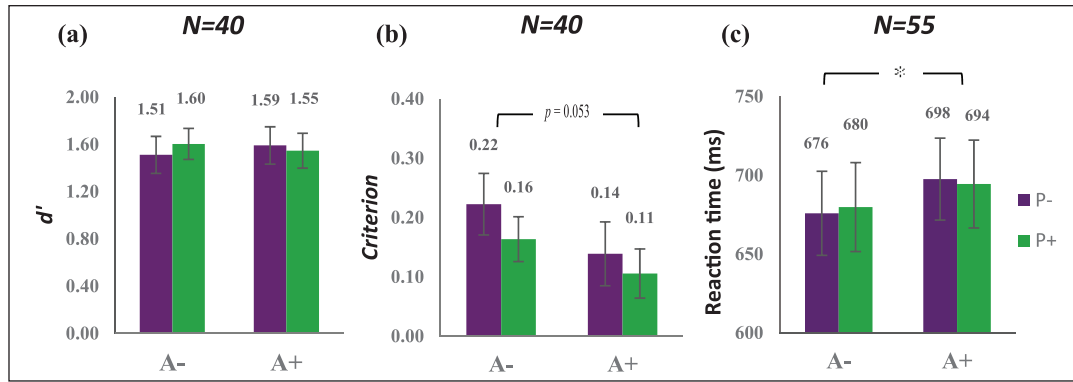 (a)
N=40
2.00
1.60
1.20
0.80
0.40
0.00
d'
1.51
1.60
1.59
1.55
A-
A+
(b)
N=40
0.40
0.30
0.20
0.10
0.00
Criterion
p = 0.053
0.22
0.16
0.14
0.11
A-
A+
(c)
N=55
750
700
650
600
Reaction time (ms)
*
676
680
698
694
A-
A+
P-
P+